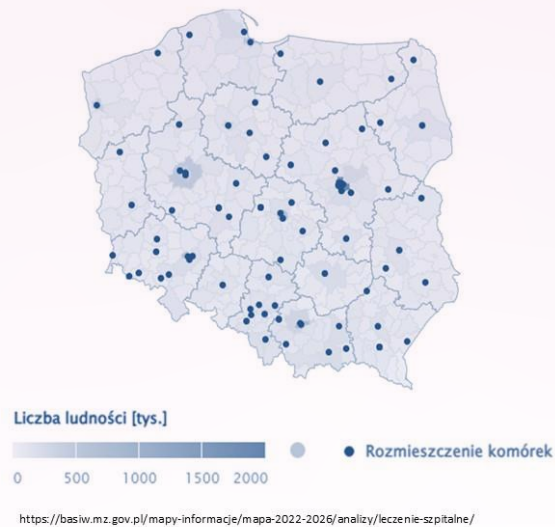 Liczba ludności [tys.]
Rozmieszczenie komórek
0 500 1000 1500 2000
https://basiw.mz.gov.pl/mapy-informacje/mapa-2022-2026/analizy/leczenie-szpitalne/